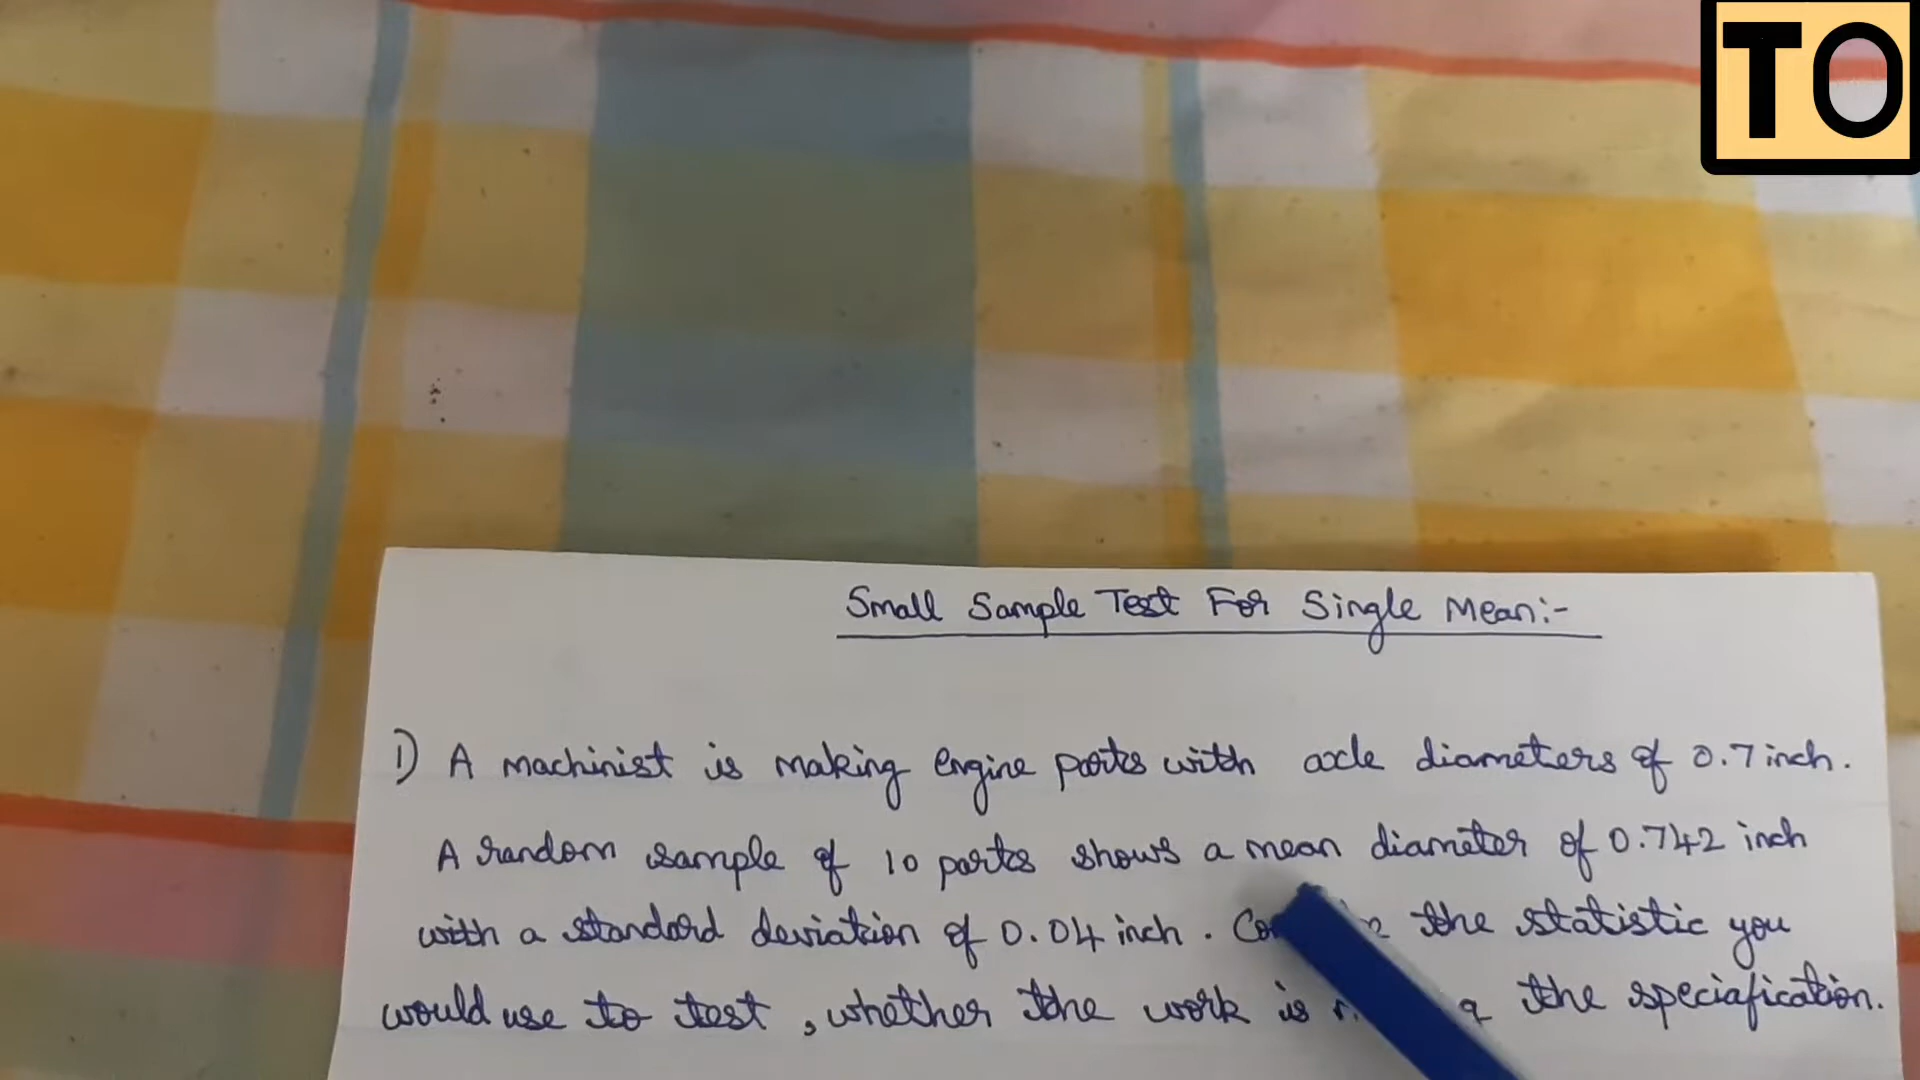 TO
Small Sample Test For Single Mean:-
1) A machinist is making engine parts with axle diameters of 0.7 inch.
A random sample of 10 parts shows a mean diameter of 0.742 inch
with a standard deviation of 0.04 inch. the statistic you
would use to test, whether the work is the speciafication.